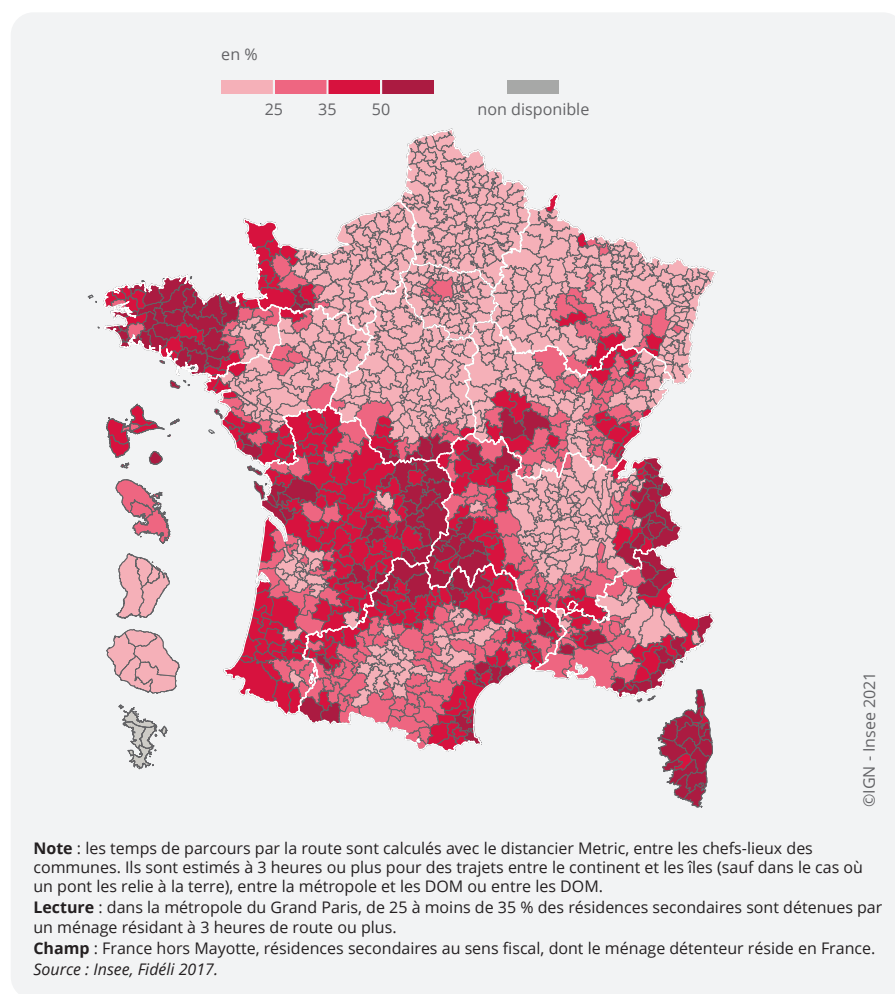 en %
25 35 50 non disponible
©IGN - Insee 2021
Note : les temps de parcours par la route sont calculés avec le distancier Metric, entre les chefs-lieux des
communes. Ils sont estimés à 3 heures ou plus pour des trajets entre le continent et les îles (sauf dans le cas où
un pont les relie à la terre), entre la métropole et les DOM ou entre les DOM.
Lecture : dans la métropole du Grand Paris, de 25 à moins de 35 % des résidences secondaires sont détenues par
un ménage résidant à 3 heures de route ou plus.
Champ : France hors Mayotte, résidences secondaires au sens fiscal, dont le ménage détenteur réside en France.
Source : Insee, Fidéli 2017.